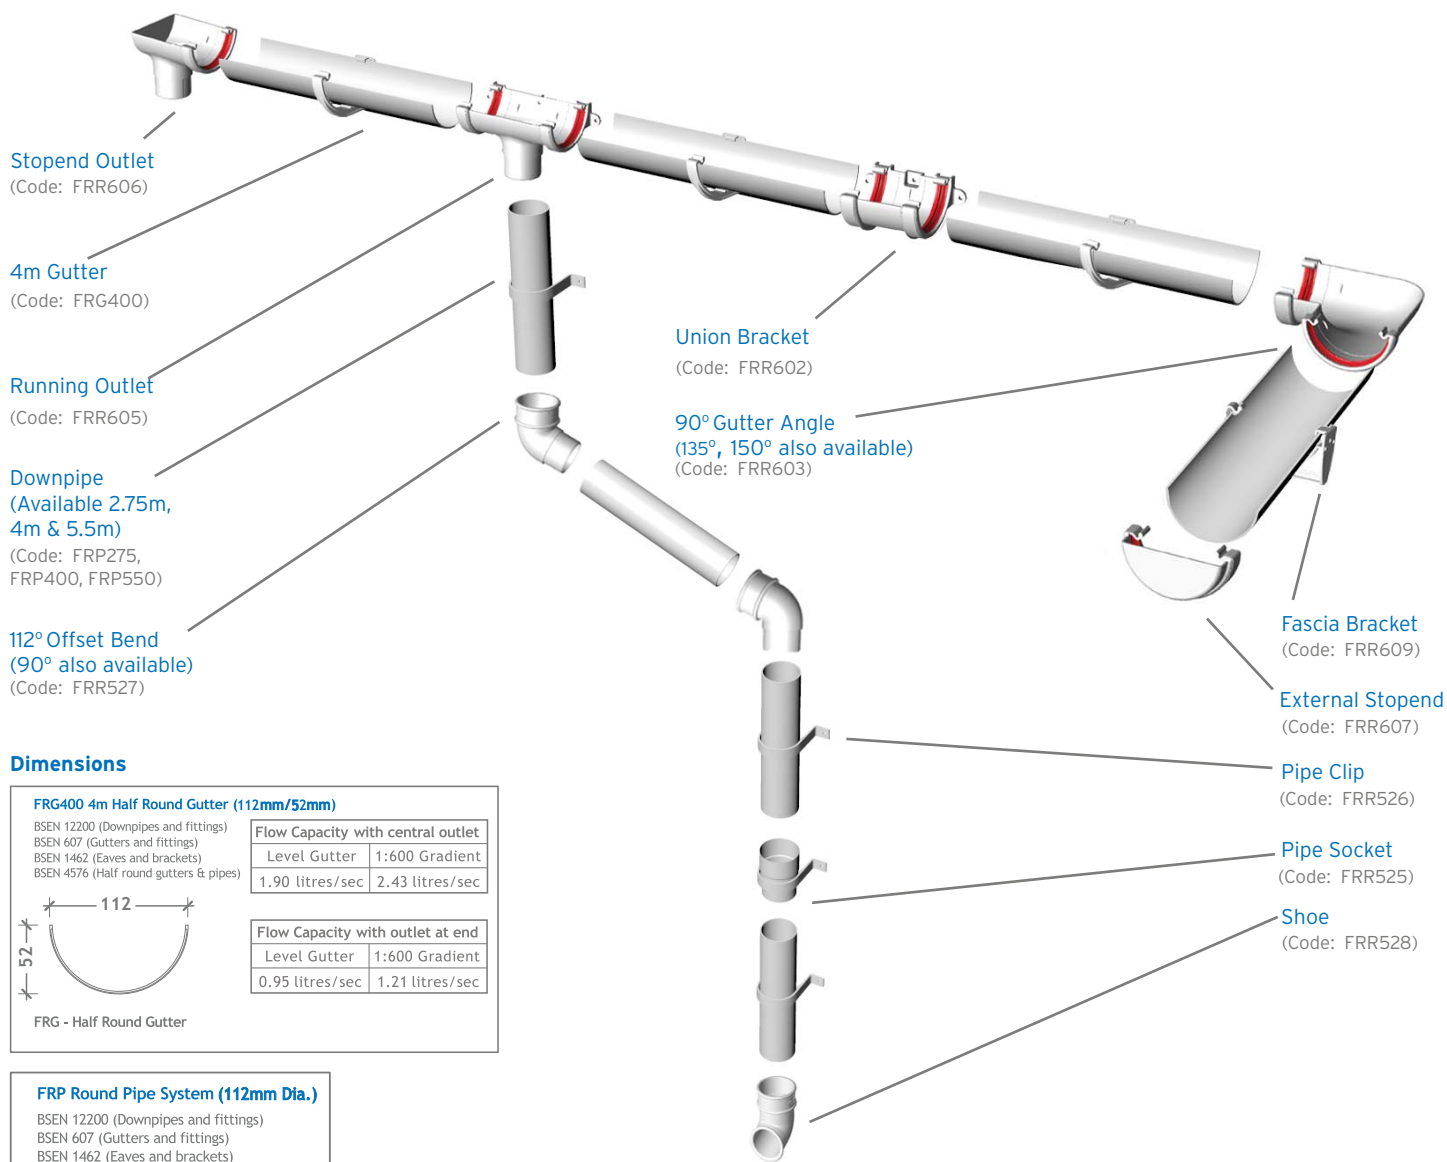 Stopend Outlet
(Code: FRR606)
4m Gutter
(Code: FRG400)
Running Outlet
(Code: FRR605)
Downpipe
(Available 2.75m,
4m & 5.5m)
(Code: FRP275,
FRP400, FRP550)
112º Offset Bend
(90º also available)
(Code: FRR527)
Union Bracket
(Code: FRR602)
90º Gutter Angle
(135º, 150º also available)
(Code: FRR603)
Fascia Bracket
(Code: FRR609)
External Stopend
(Code: FRR607)
Pipe Clip
(Code: FRR526)
Pipe Socket
(Code: FRR525)
Shoe
(Code: FRR528)
Dimensions
FRG400 4m Half Round Gutter (112mm/52mm)
BSEN 12200 (Downpipes and fittings)
BSEN 607 (Gutters and fittings)
BSEN 1462 (Eaves and brackets)
BSEN 4576 (Half round gutters & pipes)
Flow Capacity with central outlet
Level Gutter 1:600 Gradient
1.90 litres/sec 2.43 litres/sec
112
52
Flow Capacity with outlet at end
Level Gutter 1:600 Gradient
0.95 litres/sec 1.21 litres/sec
FRG - Half Round Gutter
FRP Round Pipe System (112mm Dia.)
BSEN 12200 (Downpipes and fittings)
BSEN 607 (Gutters and fittings)
BSEN 1462 (Eaves and brackets)